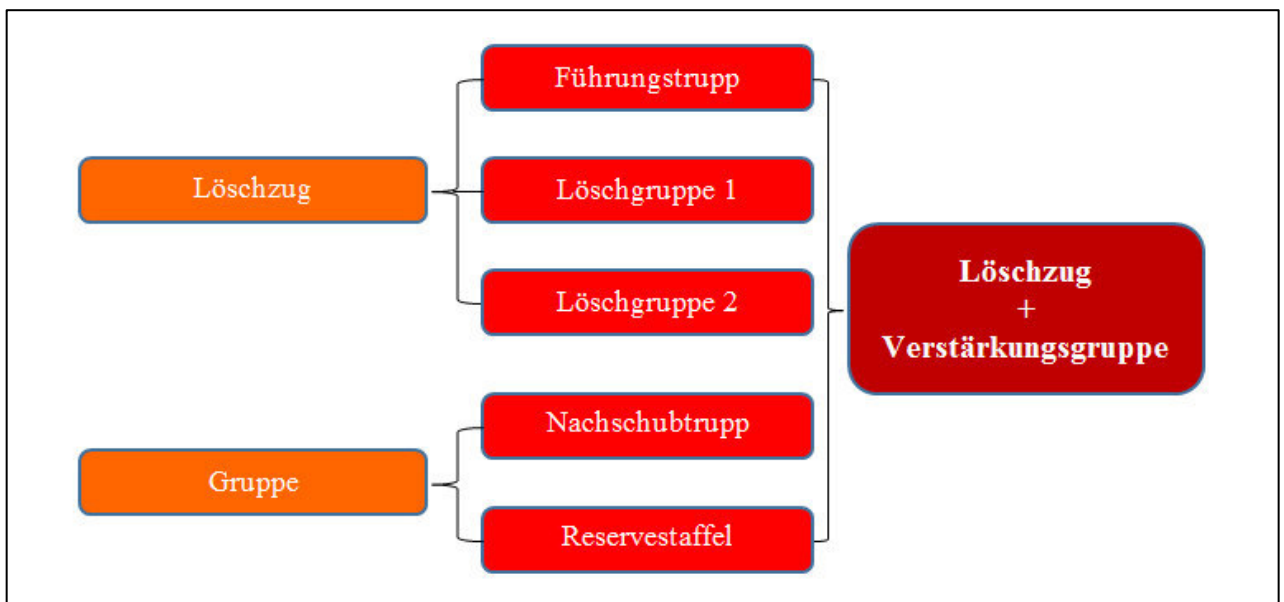 Führungstrupp
Löschzug
Löschgruppe 1
Löschgruppe 2
Löschzug
+
Verstärkungsgruppe
Nachschubtrupp
Gruppe
Reservestaffel